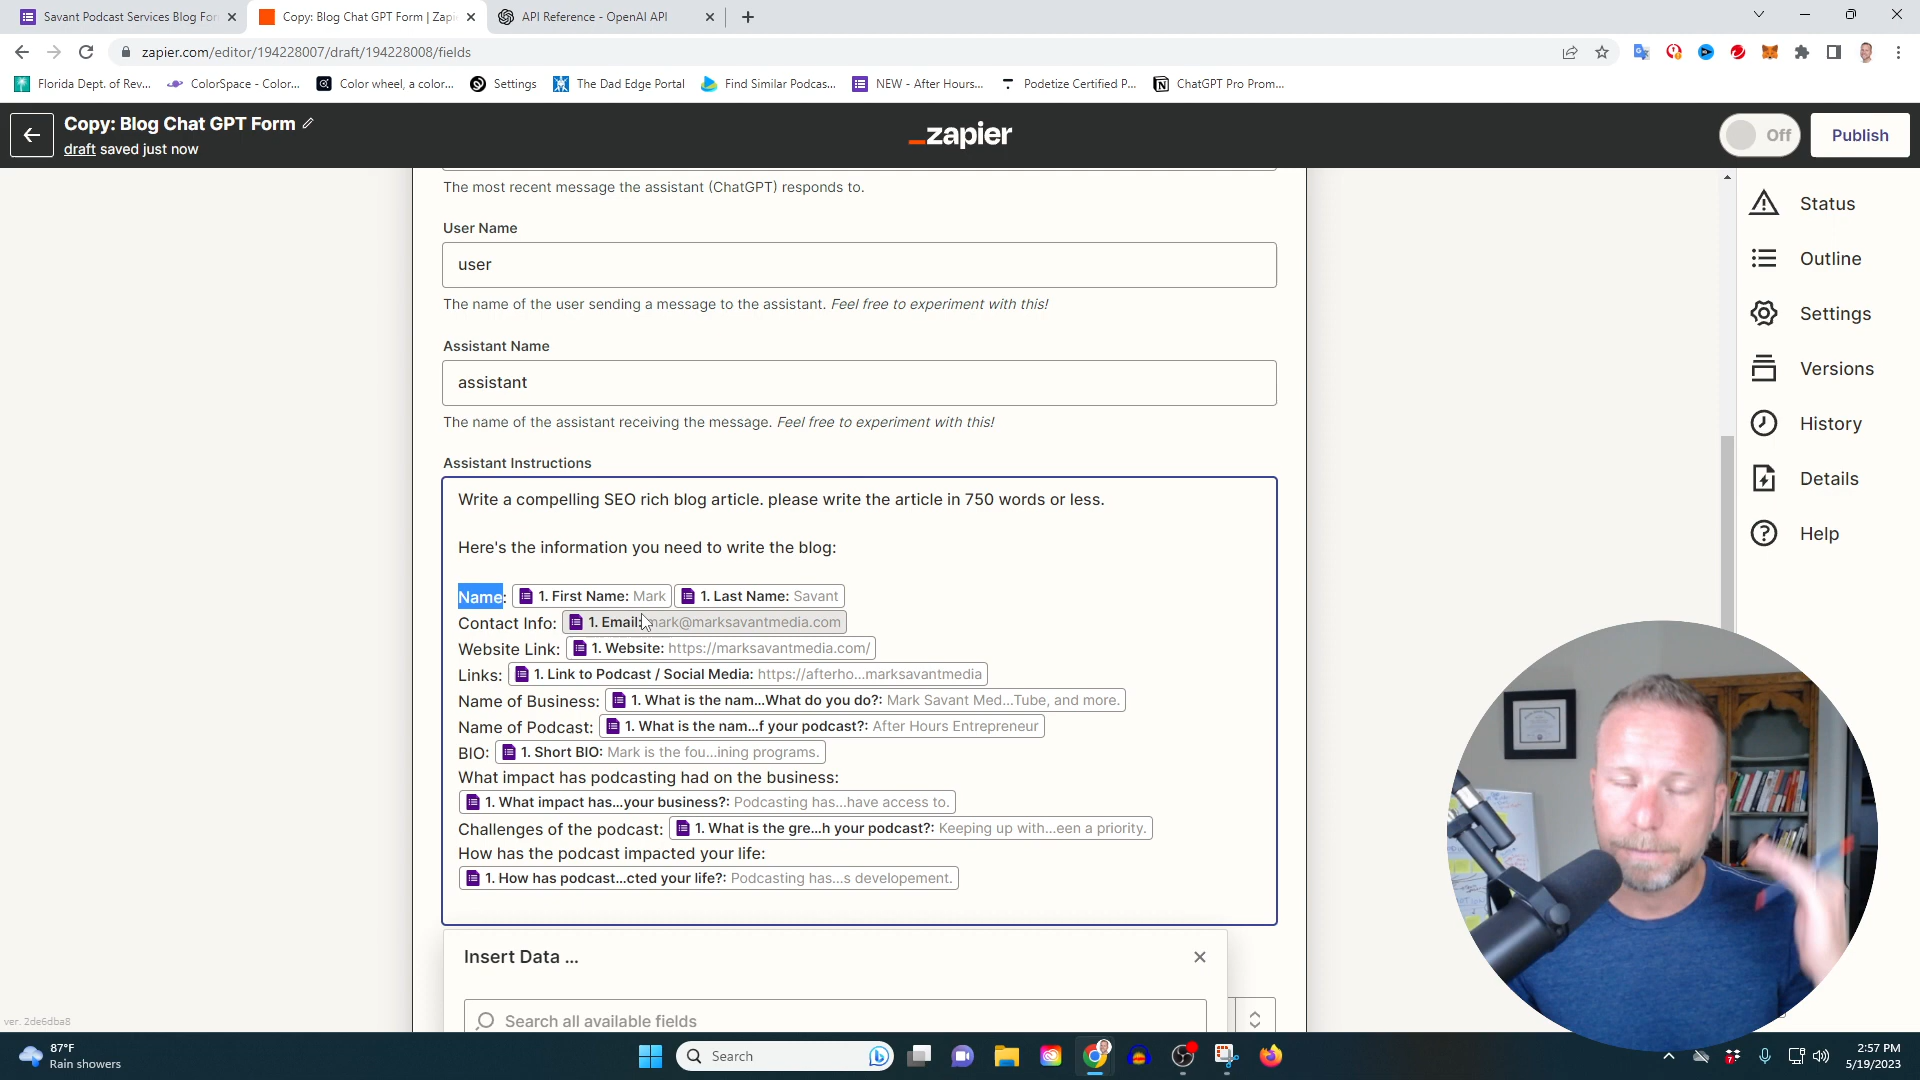 Savant Podcast Services Blog For
Copy: Blog Chat GPT Form | Zapi
API Reference - OpenAI API
zapier.com/editor/194228007/draft/194228008/fields
Florida Dept. of Rev...
ColorSpace - Color...
Color wheel, a color...
Settings
The Dad Edge Portal
Find Similar Podcas...
NEW - After Hours...
Podetize Certified P...
ChatGPT Pro Prom...
Copy: Blog Chat GPT Form
draft saved just now
_zapier
Off
Publish
The most recent message the assistant (ChatGPT) responds to.
User Name
user
The name of the user sending a message to the assistant. Feel free to experiment with this!
Assistant Name
assistant
The name of the assistant receiving the message. Feel free to experiment with this!
Assistant Instructions
Write a compelling SEO rich blog article. please write the article in 750 words or less.
Here's the information you need to write the blog:
Name: 1. First Name: Mark 1. Last Name: Savant
Contact Info: 1. Email: mark@marksavantmedia.com
Website Link: 1. Website: https://marksavantmedia.com/
Links: 1. Link to Podcast / Social Media: https://afterho...marksavantmedia
Name of Business: 1. What is the nam...What do you do?: Mark Savant Med...Tube, and more.
Name of Podcast: 1. What is the nam...f your podcast?: After Hours Entrepreneur
BIO: 1. Short BIO: Mark is the fou...ining programs.
What impact has podcasting had on the business:
1. What impact has...your business?: Podcasting has...have access to.
Challenges of the podcast: 1. What is the gre...h your podcast?: Keeping up with...een a priority.
How has the podcast impacted your life:
1. How has podcast...cted your life?: Podcasting has...s developement.
Insert Data ...
Search all available fields
Status
Outline
Settings
Versions
History
Details
Help
ver. 2de6dba8
87°F
Rain showers
Search
2:57 PM
5/19/2023